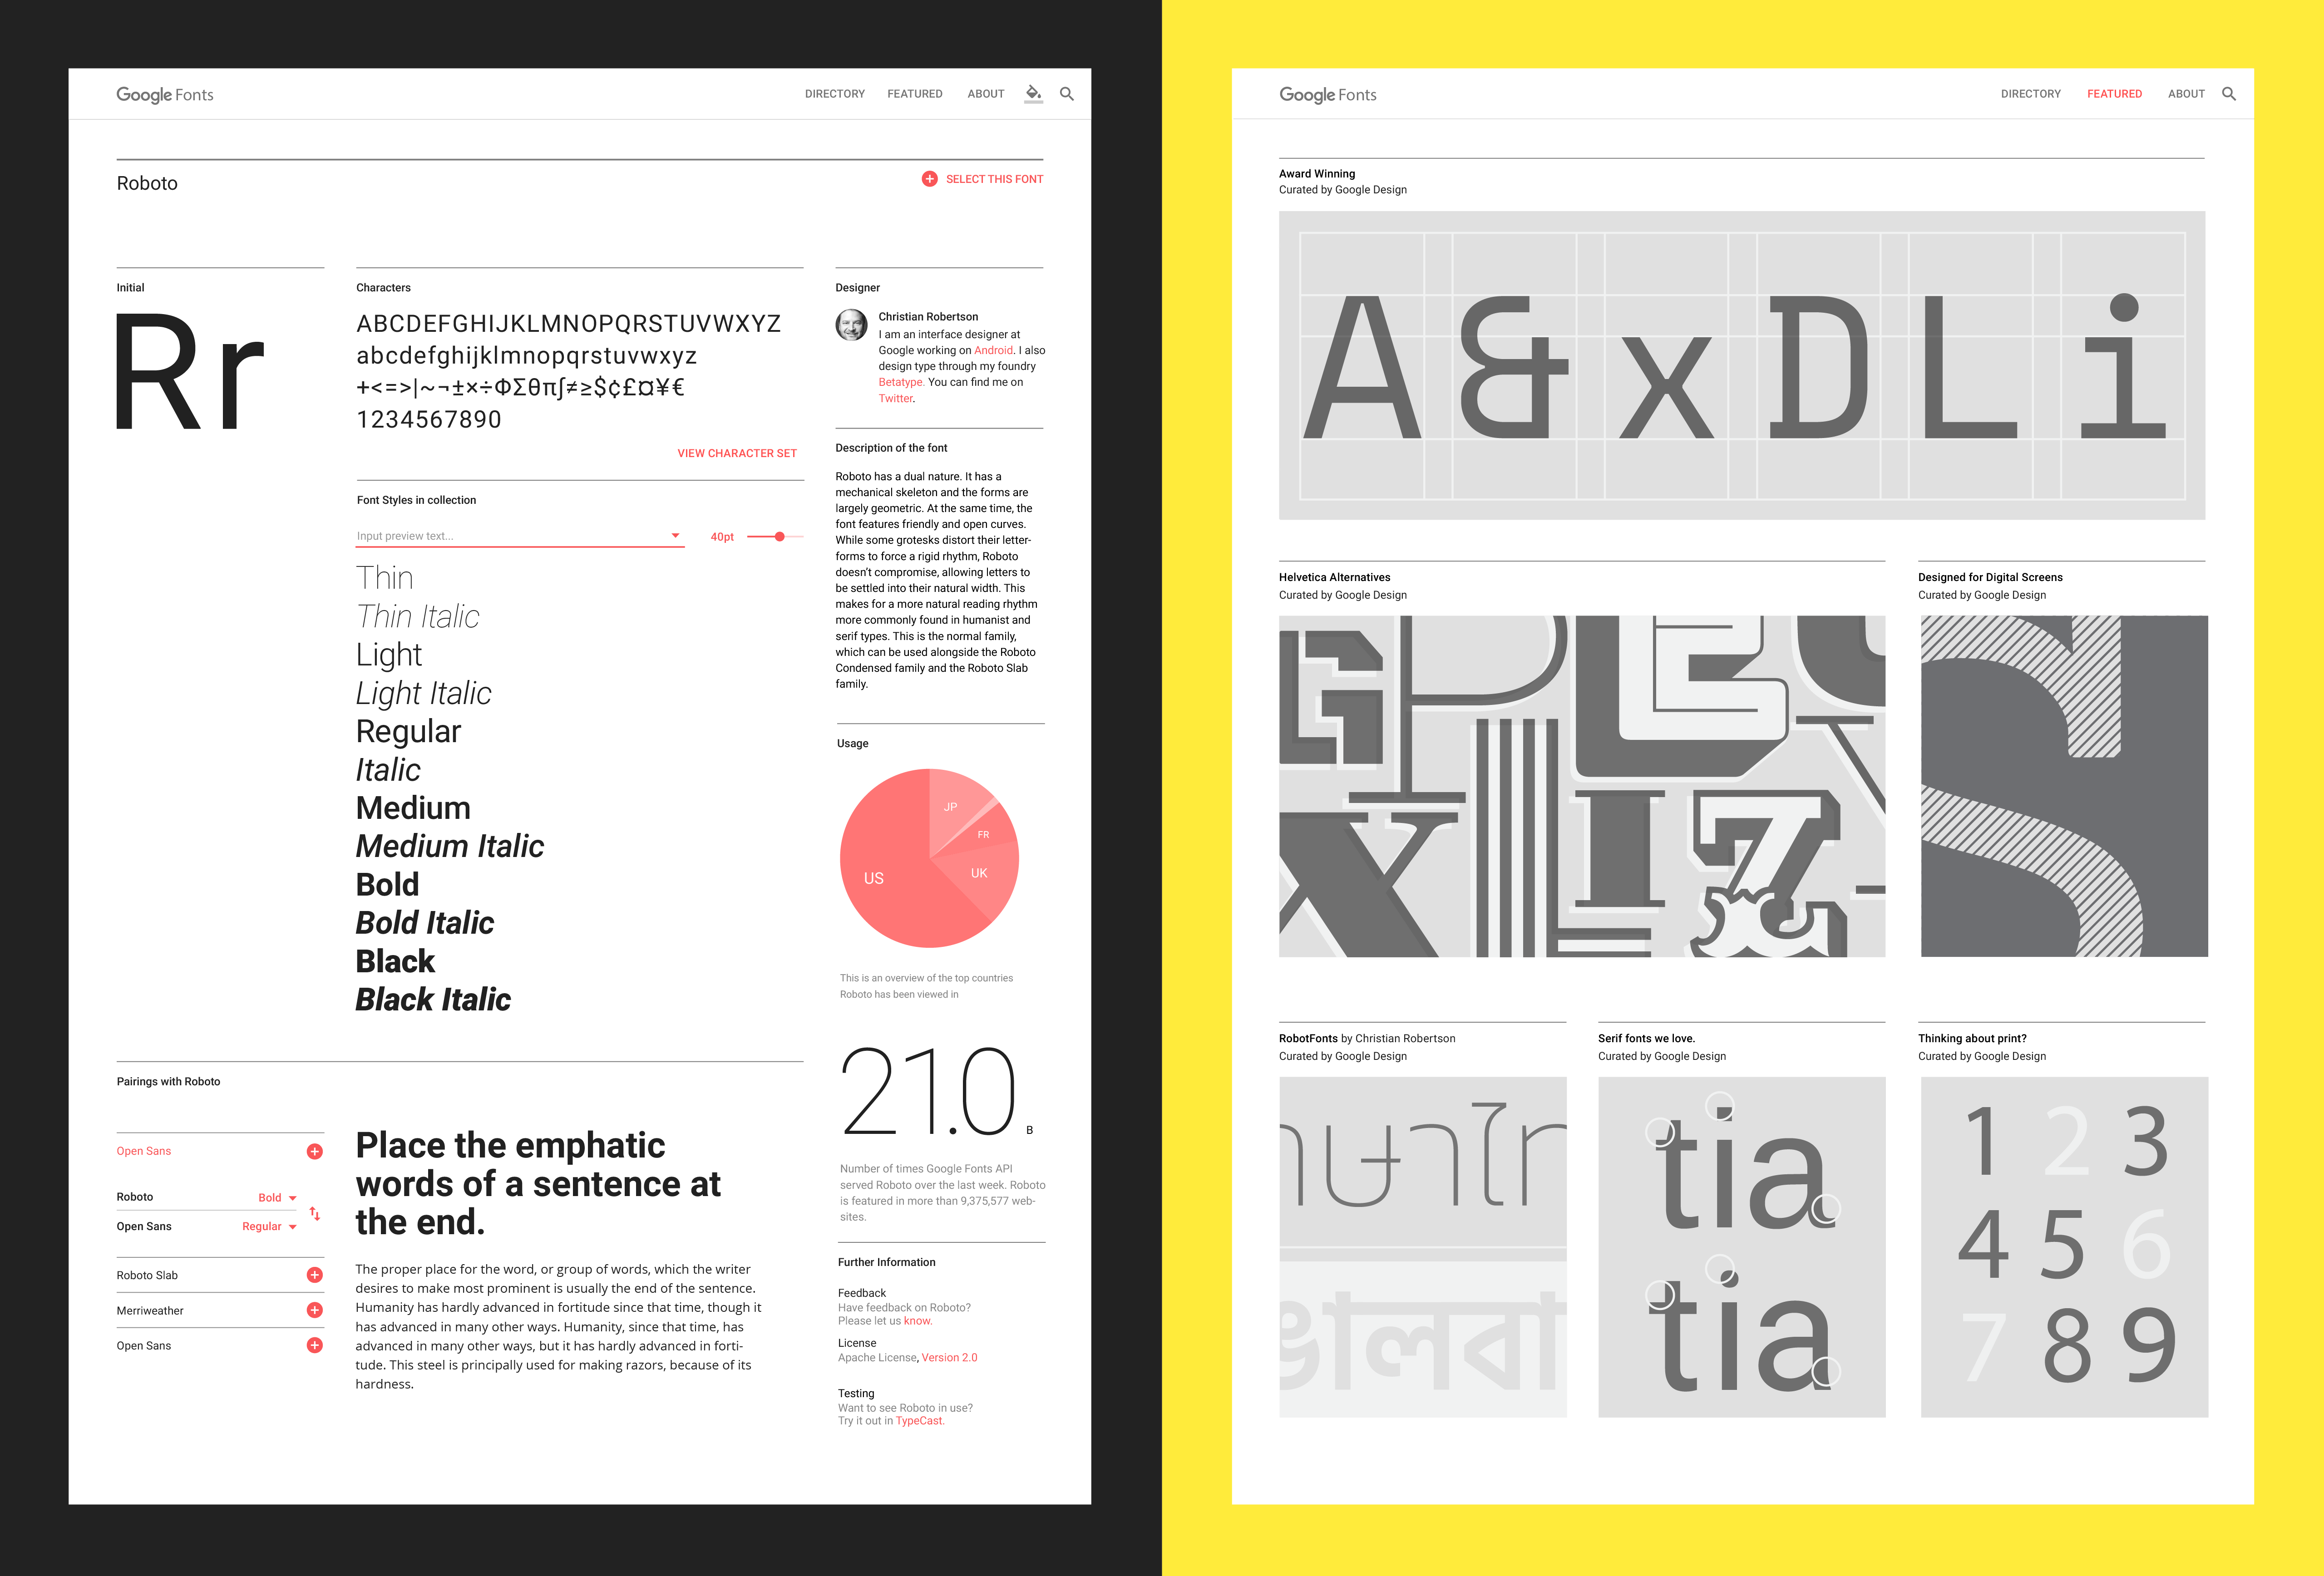 Google Fonts
DIRECTORY FEATURED ABOUT
Roboto
SELECT THIS FONT
Initial
Rr
Characters
ABCDEFGHIJKLMNOPQRSTUVWXYZ
abcdefghijklmnopqrstuvwxyz
+<=>|~¬±×÷ΦΣθπ∫≠≥$¢£¤¥€
1234567890
VIEW CHARACTER SET
Font Styles in collection
Input preview text...
40pt
Thin
Thin Italic
Light
Light Italic
Regular
Italic
Medium
Medium Italic
Bold
Bold Italic
Black
Black Italic
Designer
Christian Robertson
I am an interface designer at
Google working on Android. I also
design type through my foundry
Betatype. You can find me on
Twitter.
Description of the font
Roboto has a dual nature. It has a
mechanical skeleton and the forms are
largely geometric. At the same time, the
font features friendly and open curves.
While some grotesks distort their letter-
forms to force a rigid rhythm, Roboto
doesn’t compromise, allowing letters to
be settled into their natural width. This
makes for a more natural reading rhythm
more commonly found in humanist and
serif types. This is the normal family,
which can be used alongside the Roboto
Condensed family and the Roboto Slab
family.
Usage
JP
FR
UK
US
This is an overview of the top countries
Roboto has been viewed in
21.0 B
Number of times Google Fonts API
served Roboto over the last week. Roboto
is featured in more than 9,375,577 web-
sites.
Further Information
Feedback
Have feedback on Roboto?
Please let us know.
License
Apache License, Version 2.0
Testing
Want to see Roboto in use?
Try it out in TypeCast.
Pairings with Roboto
Open Sans
Roboto Bold
Open Sans Regular
Roboto Slab
Merriweather
Open Sans
Place the emphatic
words of a sentence at
the end.
The proper place for the word, or group of words, which the writer
desires to make most prominent is usually the end of the sentence.
Humanity has hardly advanced in fortitude since that time, though it
has advanced in many other ways. Humanity, since that time, has
advanced in many other ways, but it has hardly advanced in forti-
tude. This steel is principally used for making razors, because of its
hardness.
Google Fonts
DIRECTORY FEATURED ABOUT
Award Winning
Curated by Google Design
A & x D L i
Helvetica Alternatives
Curated by Google Design
G P L E
X L I Z
Designed for Digital Screens
Curated by Google Design
S
RobotFonts by Christian Robertson
Curated by Google Design
ভালবা
Serif fonts we love.
Curated by Google Design
tia
tia
Thinking about print?
Curated by Google Design
1 2 3
4 5 6
7 8 9